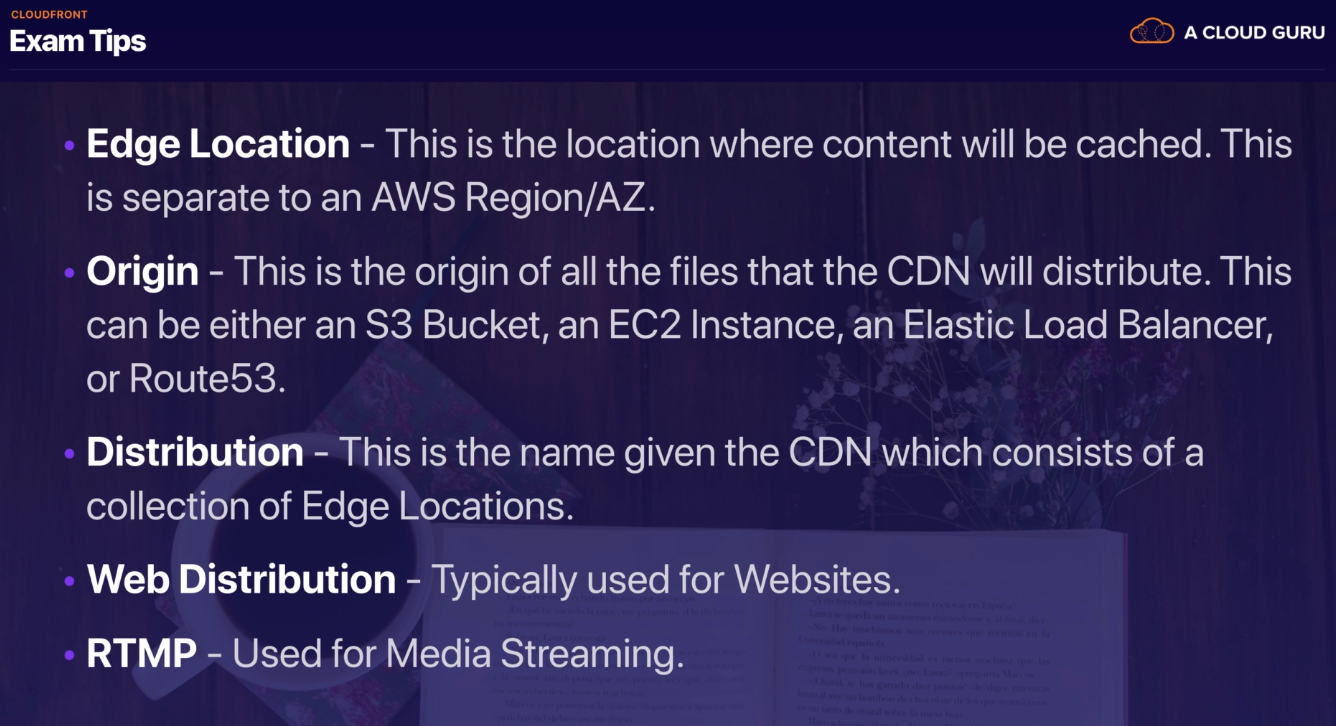 CLOUDFRONT
Exam Tips
A CLOUD GURU
• Edge Location - This is the location where content will be cached. This
is separate to an AWS Region/AZ.
• Origin - This is the origin of all the files that the CDN will distribute. This
can be either an S3 Bucket, an EC2 Instance, an Elastic Load Balancer,
or Route53.
• Distribution - This is the name given the CDN which consists of a
collection of Edge Locations.
• Web Distribution - Typically used for Websites.
• RTMP - Used for Media Streaming.